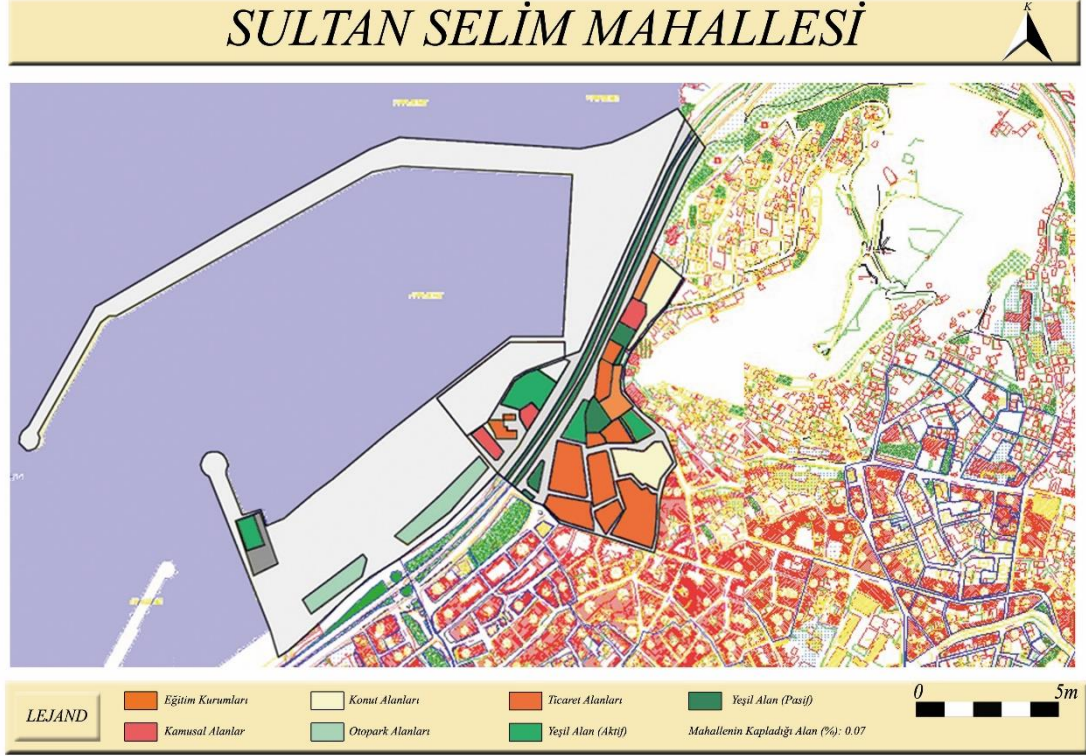 SULTAN SELİM MAHALLESİ
K
LEJAND
Eğitim Kurumları
Konut Alanları
Ticaret Alanları
Yeşil Alan (Pasif)
0
5m
Kamusal Alanlar
Otopark Alanları
Yeşil Alan (Aktif)
Mahallenin Kapladığı Alan (%): 0.07